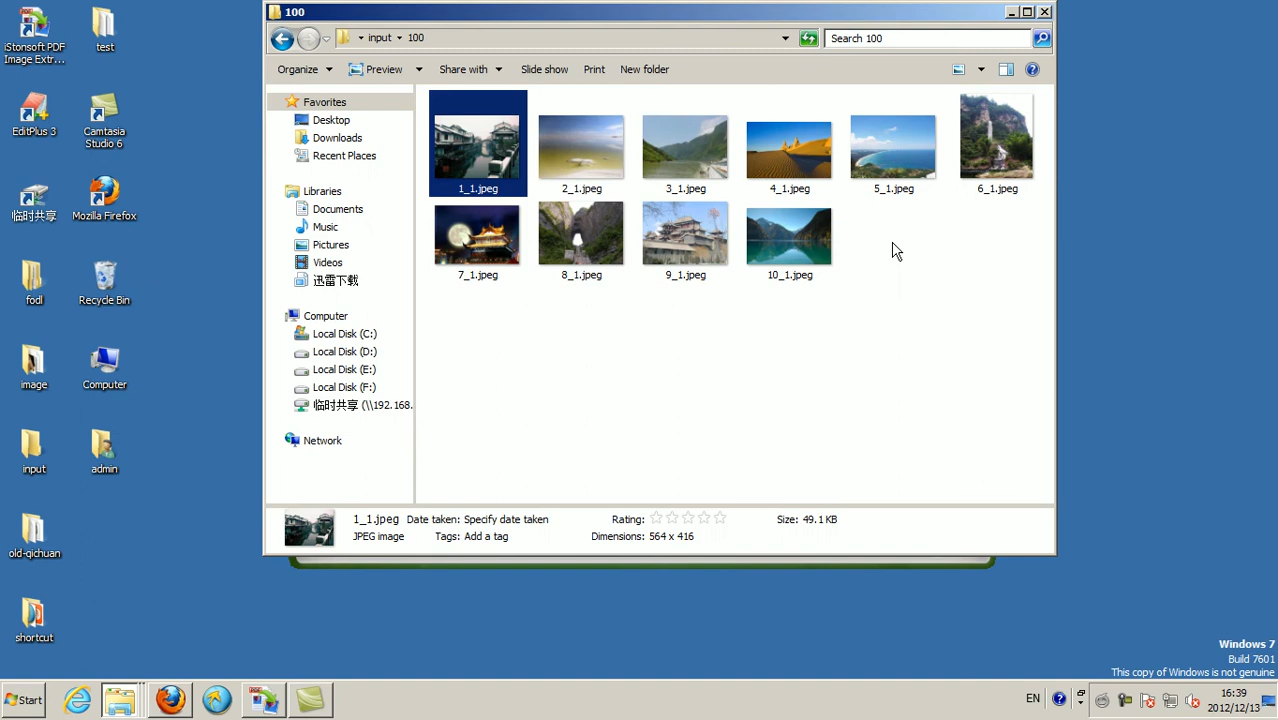 iStonsoft PDF
Image Extr...
test
EditPlus 3
Camtasia
Studio 6
临时共享
Mozilla Firefox
fodl
Recycle Bin
image
Computer
input
admin
old-qichuan
shortcut
100
input
100
Search 100
Organize
Preview
Share with
Slide show
Print
New folder
Favorites
Desktop
Downloads
Recent Places
Libraries
Documents
Music
Pictures
Videos
迅雷下载
Computer
Local Disk (C:)
Local Disk (D:)
Local Disk (E:)
Local Disk (F:)
临时共享 (\\192.168.
Network
1_1.jpeg
2_1.jpeg
3_1.jpeg
4_1.jpeg
5_1.jpeg
6_1.jpeg
7_1.jpeg
8_1.jpeg
9_1.jpeg
10_1.jpeg
1_1.jpeg Date taken: Specify date taken Rating: Size: 49.1 KB
JPEG image Tags: Add a tag Dimensions: 564 x 416
Windows 7
Build 7601
This copy of Windows is not genuine
Start
EN
16:39
2012/12/13